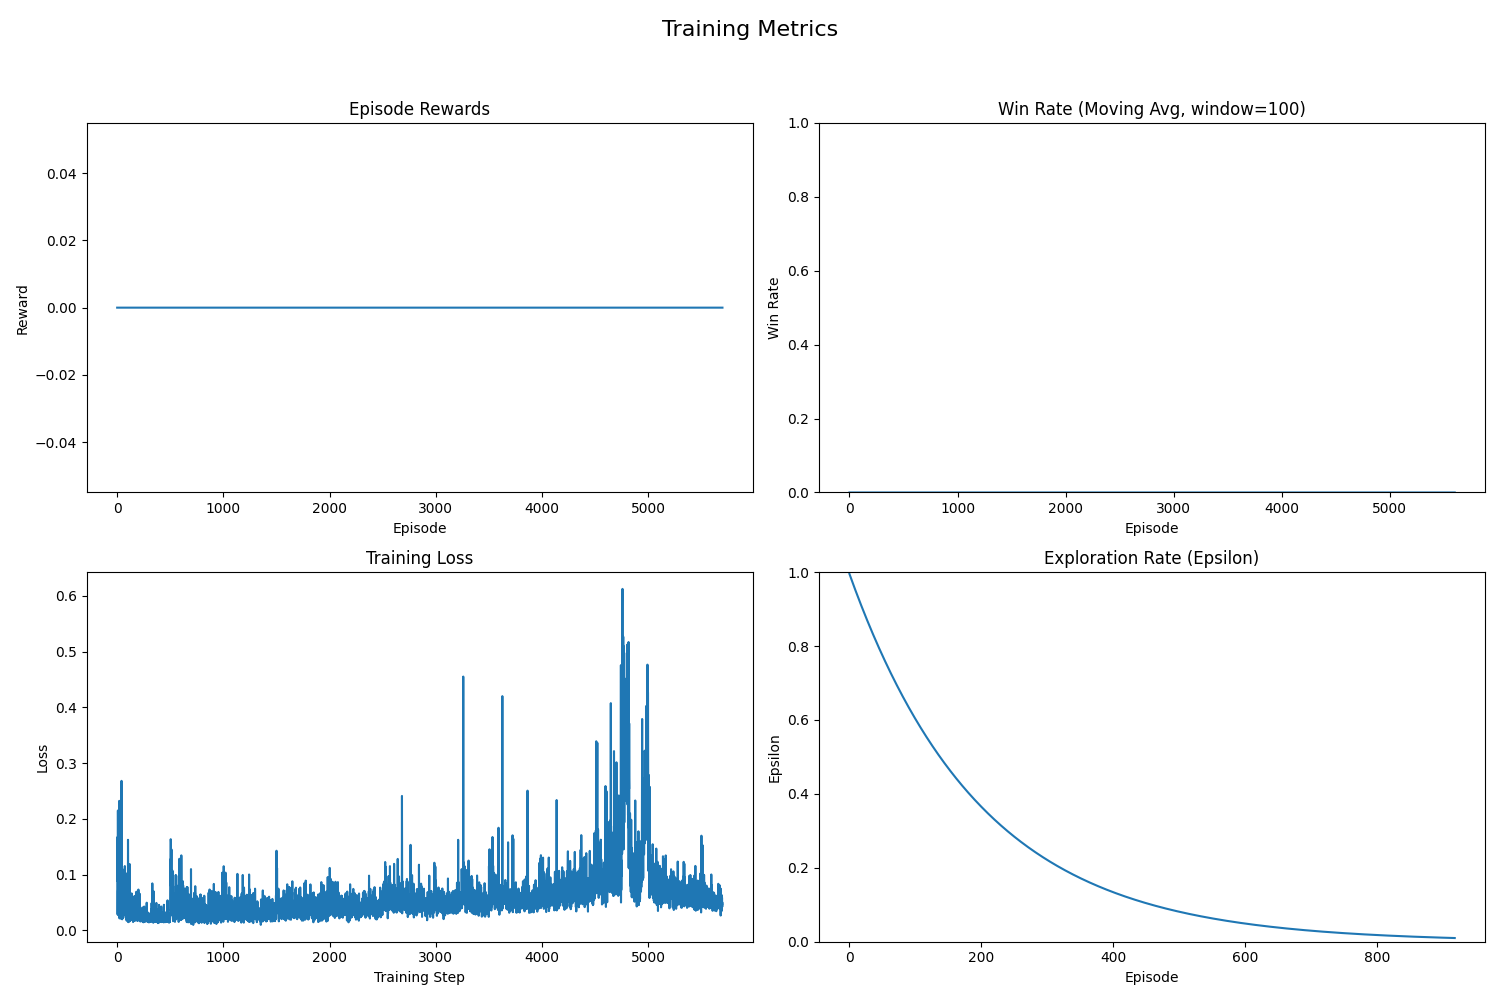 Training Metrics
Episode Rewards
0.04
0.02
0.00
−0.02
−0.04
Reward
0 1000 2000 3000 4000 5000
Episode
Win Rate (Moving Avg, window=100)
1.0
0.8
0.6
0.4
0.2
0.0
Win Rate
0 1000 2000 3000 4000 5000
Episode
Training Loss
0.6
0.5
0.4
0.3
0.2
0.1
0.0
Loss
0 1000 2000 3000 4000 5000
Training Step
Exploration Rate (Epsilon)
1.0
0.8
0.6
0.4
0.2
0.0
Epsilon
0 200 400 600 800
Episode